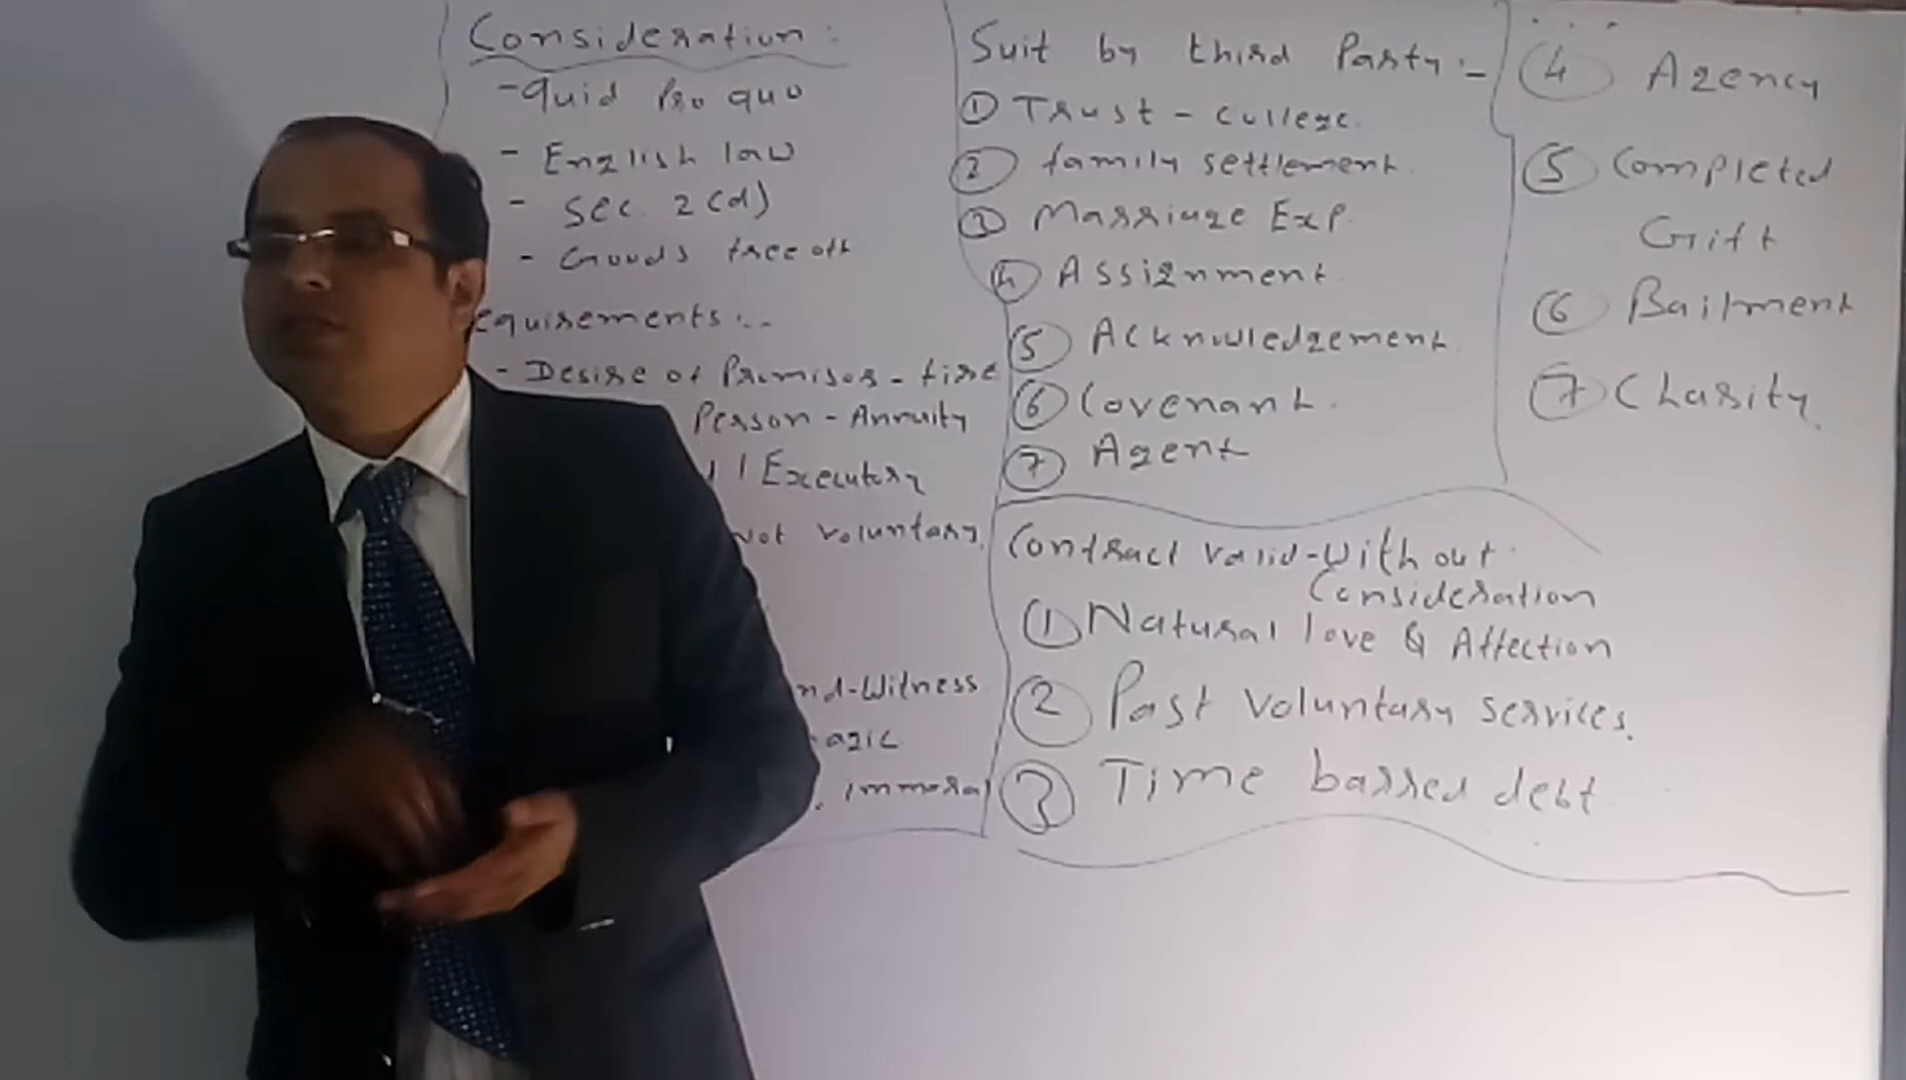 Consideration :
- Quid Pro quo
- English law
- Sec. 2(d)
- Goods free off
equirements :-
- Desire of Promisor - fire
Person - Annuity
/ Executory
Not voluntary.
nd-Witness
agic
immoral
Suit by third Party :-
① Trust - College.
② family settlement.
③ Marriage Exp.
④ Assignment.
⑤ Acknowledgement.
⑥ Covenant.
⑦ Agent
Contract valid - Without
Consideration
① Natural love & Affection
② Past voluntary services.
③ Time barred debt
④ Agency
⑤ Completed
Gift
⑥ Bailment
⑦ Charity.